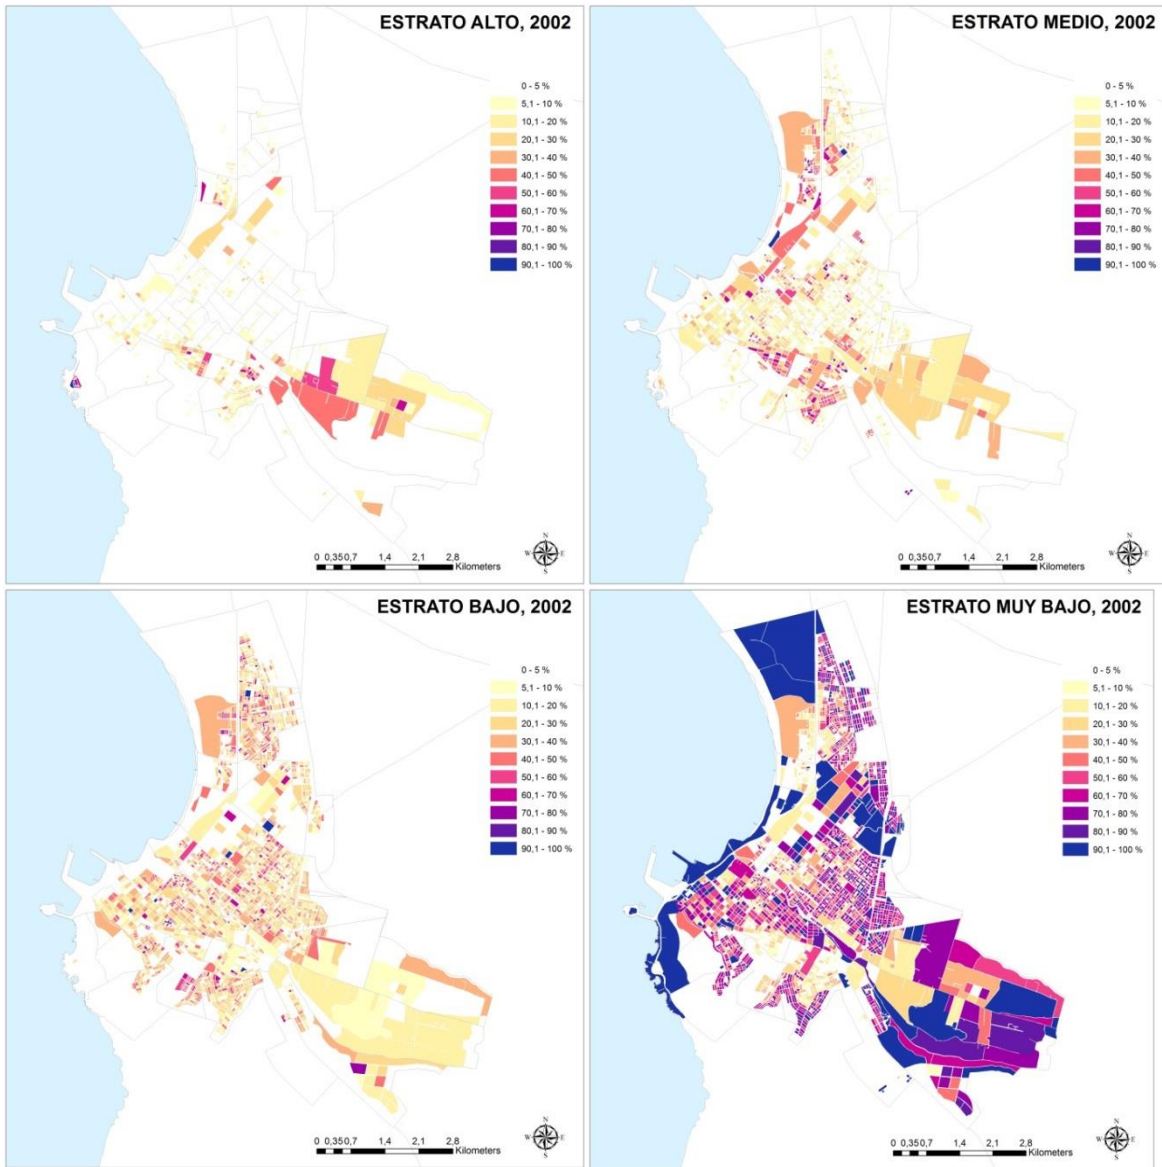 ESTRATO ALTO, 2002
0 - 5 %
5,1 - 10 %
10,1 - 20 %
20,1 - 30 %
30,1 - 40 %
40,1 - 50 %
50,1 - 60 %
60,1 - 70 %
70,1 - 80 %
80,1 - 90 %
90,1 - 100 %
N
W E
S
0 0,350,7 1,4 2,1 2,8
Kilometers
ESTRATO MEDIO, 2002
0 - 5 %
5,1 - 10 %
10,1 - 20 %
20,1 - 30 %
30,1 - 40 %
40,1 - 50 %
50,1 - 60 %
60,1 - 70 %
70,1 - 80 %
80,1 - 90 %
90,1 - 100 %
N
W E
S
0 0,350,7 1,4 2,1 2,8
Kilometers
ESTRATO BAJO, 2002
0 - 5 %
5,1 - 10 %
10,1 - 20 %
20,1 - 30 %
30,1 - 40 %
40,1 - 50 %
50,1 - 60 %
60,1 - 70 %
70,1 - 80 %
80,1 - 90 %
90,1 - 100 %
N
W E
S
0 0,350,7 1,4 2,1 2,8
Kilometers
ESTRATO MUY BAJO, 2002
0 - 5 %
5,1 - 10 %
10,1 - 20 %
20,1 - 30 %
30,1 - 40 %
40,1 - 50 %
50,1 - 60 %
60,1 - 70 %
70,1 - 80 %
80,1 - 90 %
90,1 - 100 %
N
W E
S
0 0,350,7 1,4 2,1 2,8
Kilometers